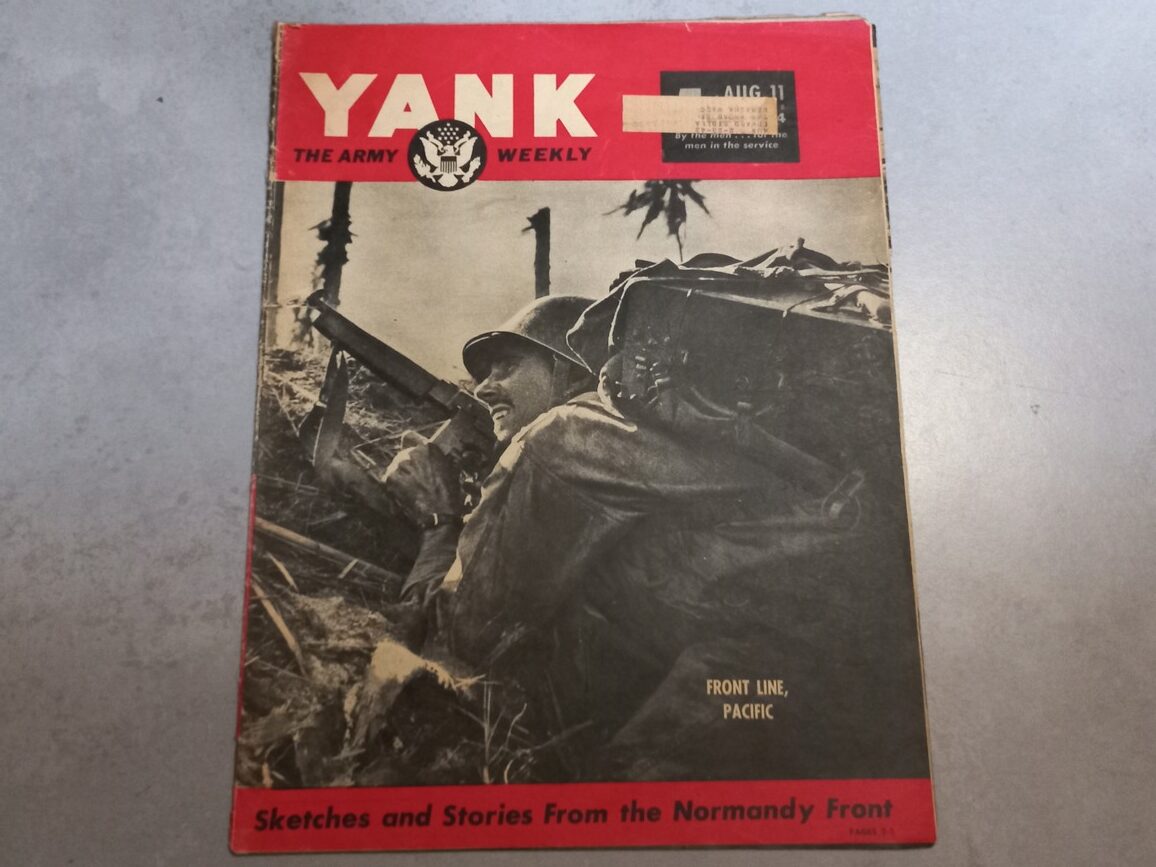 YANK
THE ARMY WEEKLY
AUG 11
4
By the men . . . for the
men in the service
FRONT LINE,
PACIFIC
Sketches and Stories From the Normandy Front